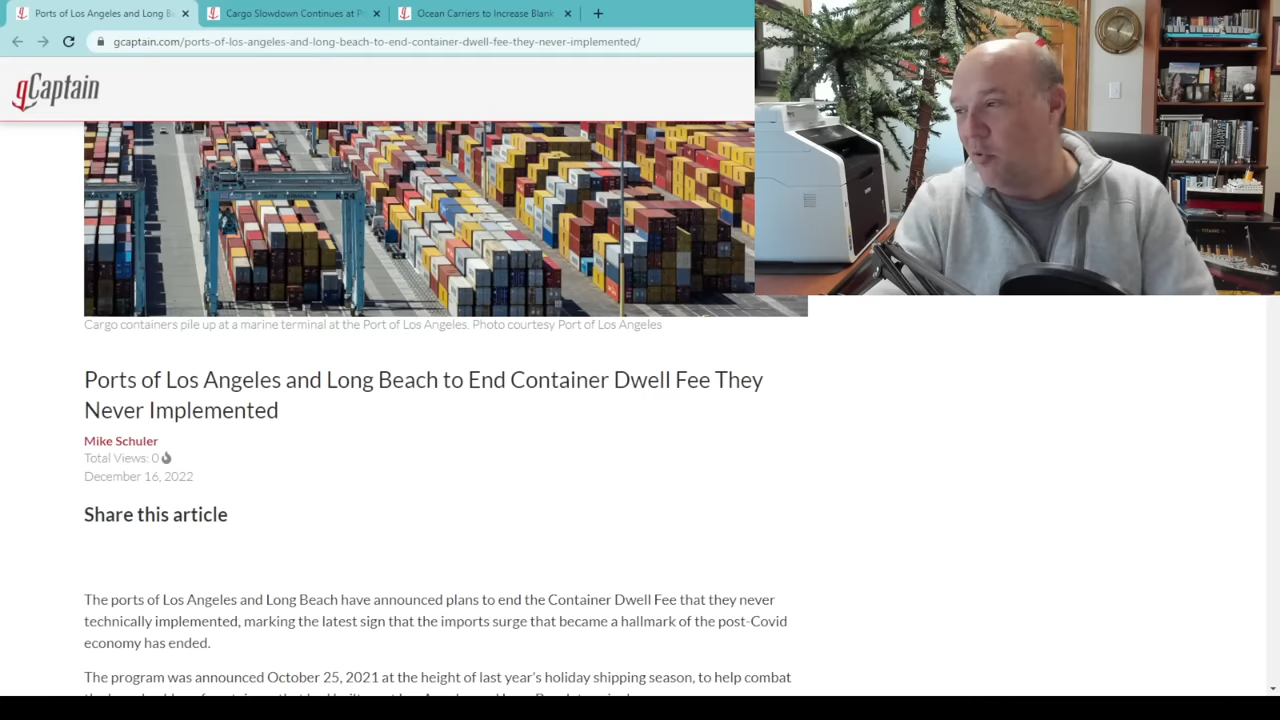 Ports of Los Angeles and Long Be
Cargo Slowdown Continues at P
Ocean Carriers to Increase Blank
gcaptain.com/ports-of-los-angeles-and-long-beach-to-end-container-dwell-fee-they-never-implemented/
gCaptain
Cargo containers pile up at a marine terminal at the Port of Los Angeles. Photo courtesy Port of Los Angeles
Ports of Los Angeles and Long Beach to End Container Dwell Fee They
Never Implemented
Mike Schuler
Total Views: 0
December 16, 2022
Share this article
The ports of Los Angeles and Long Beach have announced plans to end the Container Dwell Fee that they never
technically implemented, marking the latest sign that the imports surge that became a hallmark of the post-Covid
economy has ended.
The program was announced October 25, 2021 at the height of last year's holiday shipping season, to help combat